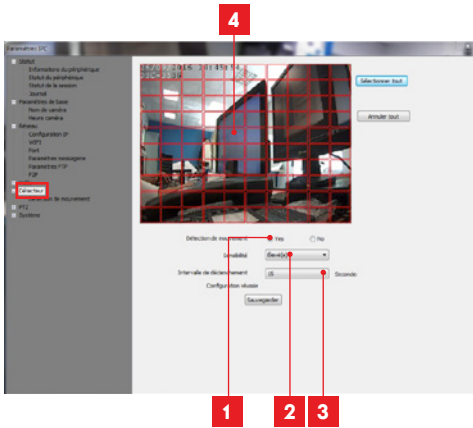 4
Paramètres IPC
Statut
Informations du périphérique
Statut du périphérique
Statut de la session
Journal
Paramètres de base
Nom de caméra
Heure caméra
Réseau
Configuration IP
WIFI
Port
Paramètres messagerie
Paramètres FTP
P2P
Détecteur
Détection de mouvement
PTZ
Système
Sélectionner tout
Annuler tout
Détection de mouvement Yes No
Sensibilité Élevé(e)
Intervalle de déclenchement 15 Seconde
Configuration réussie
Sauvegarder
1 2 3